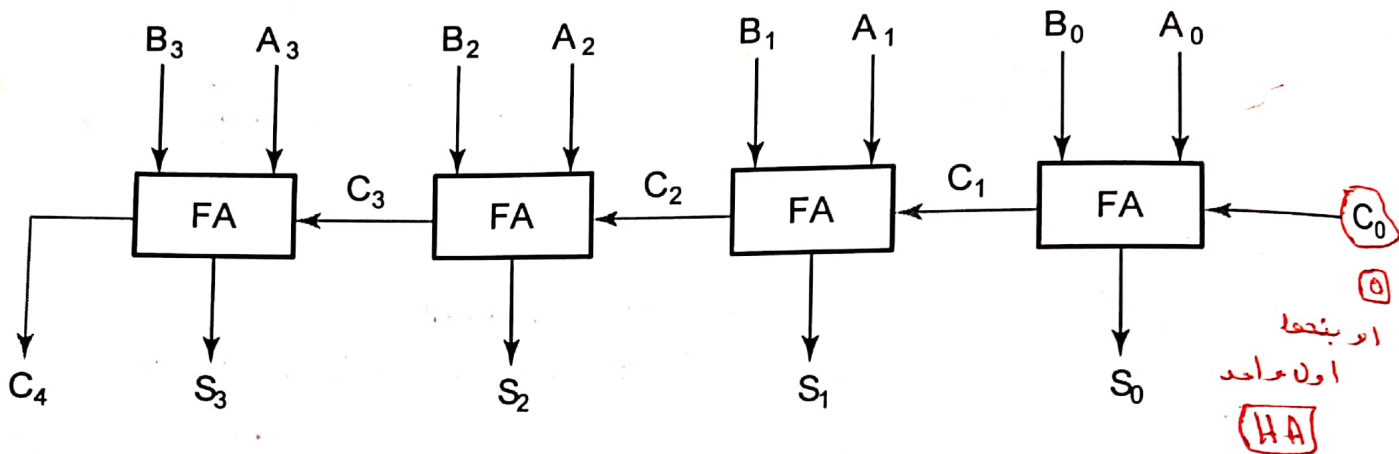 B₃ A₃ B₂ A₂ B₁ A₁ B₀ A₀
FA C₃ FA C₂ FA C₁ FA C₀
C₄ S₃ S₂ S₁ S₀
0
او
اول واحد
HA